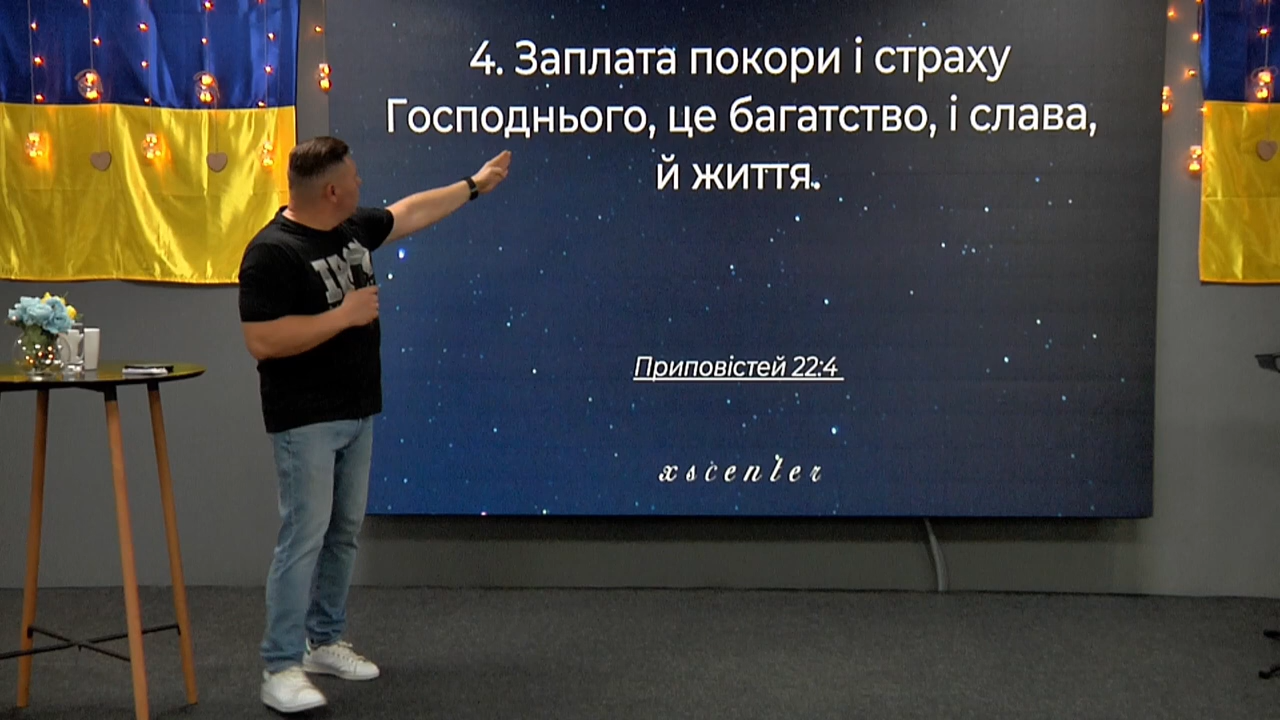 4. Заплата покори і страху
Господнього, це багатство, і слава,
й життя.
Приповістей 22:4
xscenter